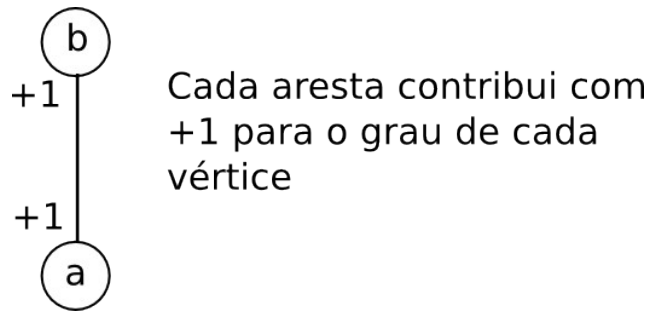 b
+1
Cada aresta contribui com
+1 para o grau de cada
vértice
+1
a